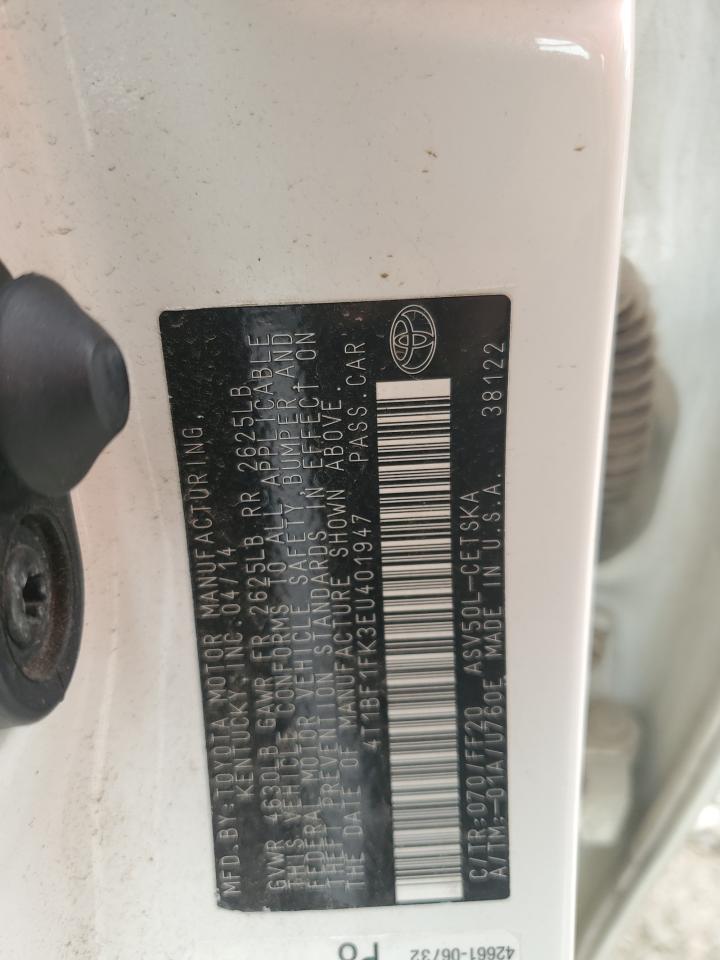 MFD.BY:TOYOTA MOTOR MANUFACTURING,
KENTUCKY,INC.04/14
GVWR 4630LB GAWR FR 2625LB RR 2625LB
THIS VEHICLE CONFORMS TO ALL APPLICABLE
FEDERAL MOTOR VEHICLE SAFETY, BUMPER AND
THEFT PREVENTION STANDARDS IN EFFECT ON
THE DATE OF MANUFACTURE SHOWN ABOVE.
4T1BF1FK3EU401947 PASS.CAR
C/TR:070/FF20 ASV50L-CETSKA
A/TM:-01A/U760E MADE IN U.S.A. 38122
42661-06732